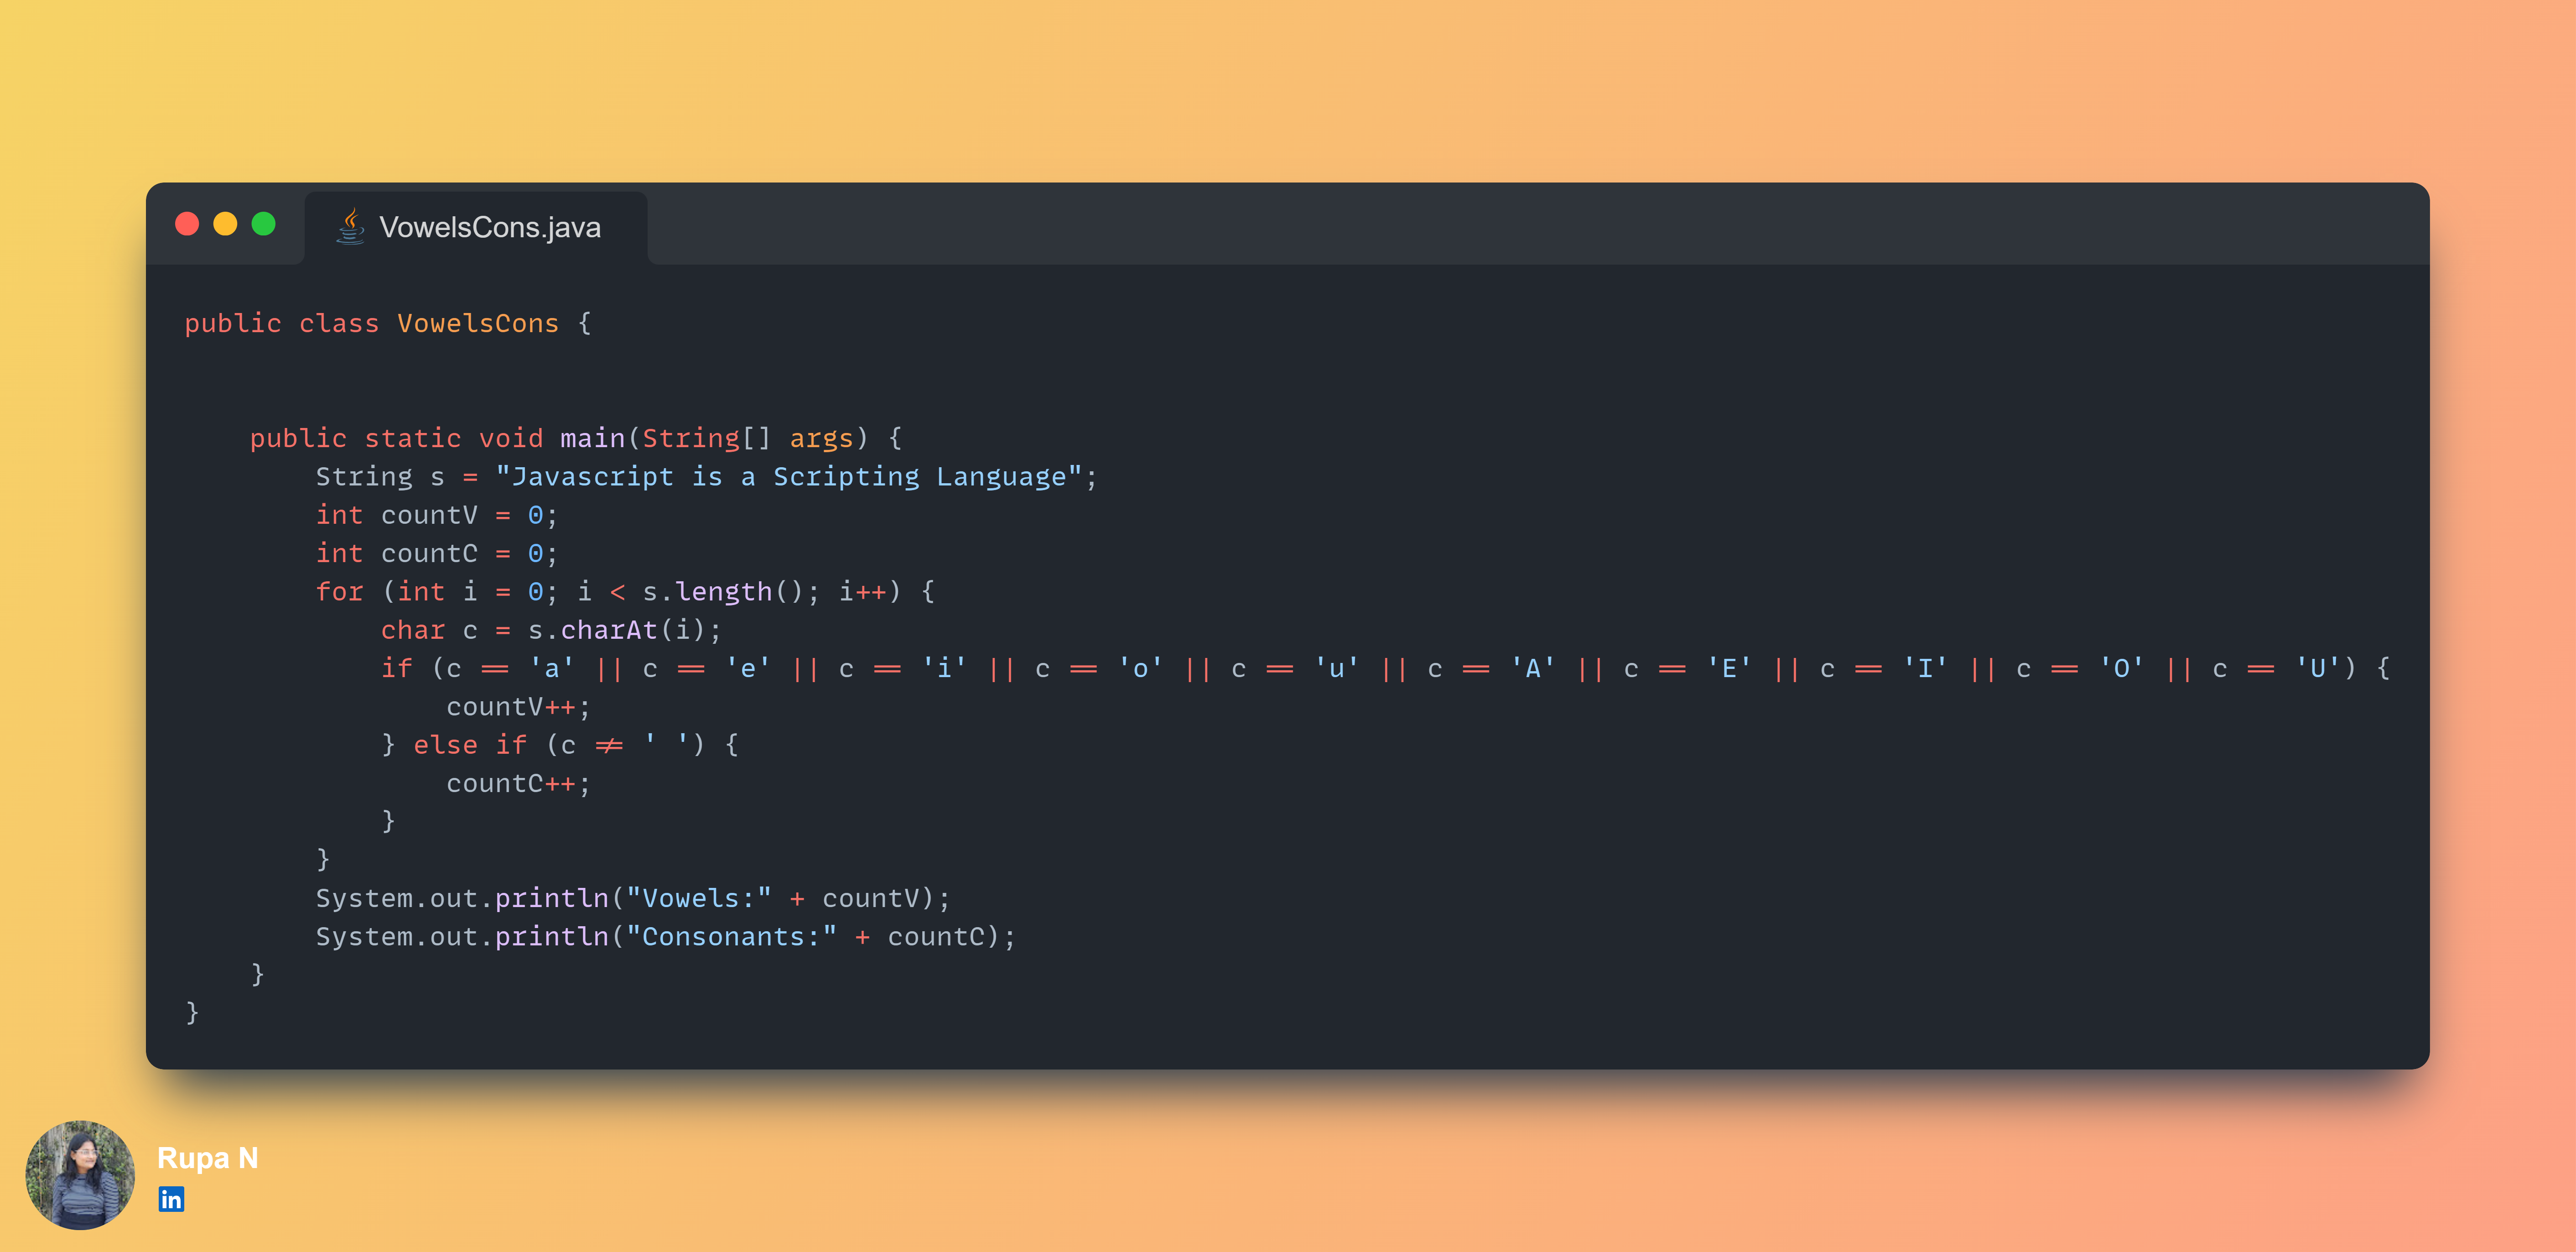 VowelsCons.java
public class VowelsCons {
    public static void main(String[] args) {
        String s = "Javascript is a Scripting Language";
        int countV = 0;
        int countC = 0;
        for (int i = 0; i < s.length(); i++) {
            char c = s.charAt(i);
            if (c == 'a' || c == 'e' || c == 'i' || c == 'o' || c == 'u' || c == 'A' || c == 'E' || c == 'I' || c == 'O' || c == 'U') {
                countV++;
            } else if (c != ' ') {
                countC++;
            }
        }
        System.out.println("Vowels:" + countV);
        System.out.println("Consonants:" + countC);
    }
}
Rupa N
in